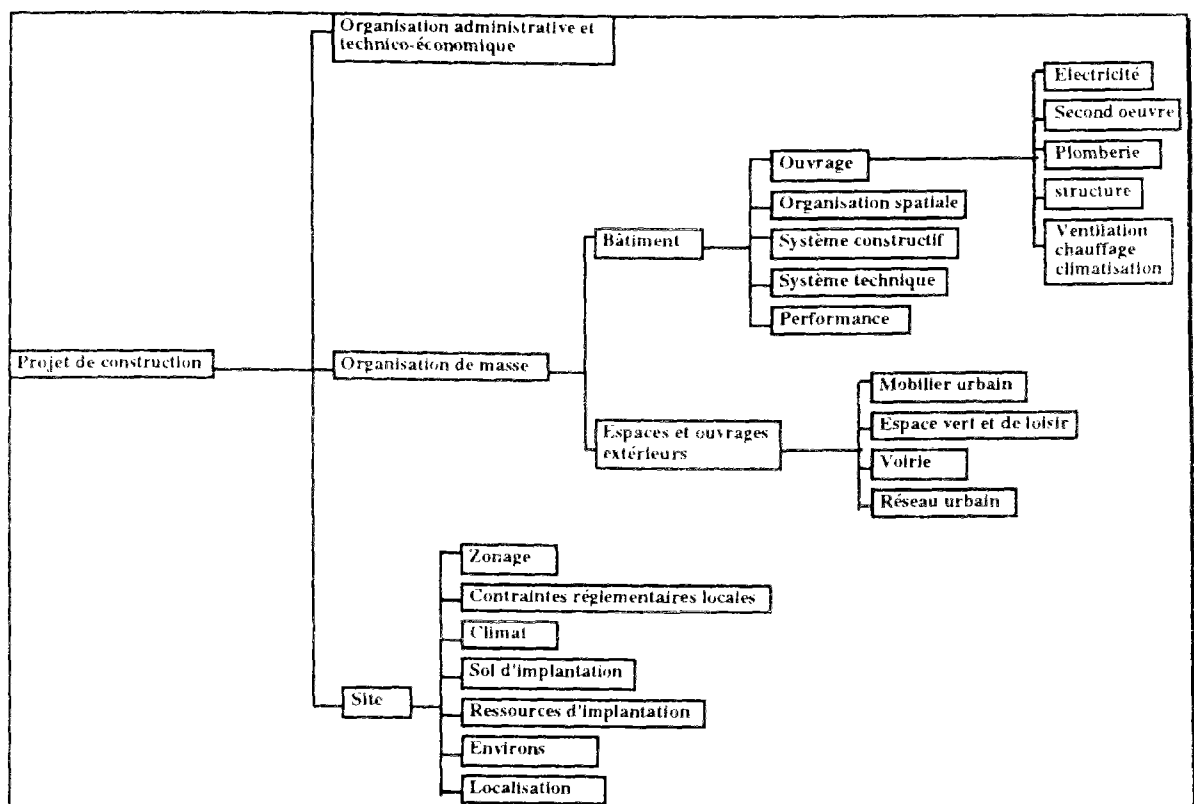 Organisation administrative et
technico-économique
Electricité
Second oeuvre
Ouvrage
Plomberie
Organisation spatiale
structure
Bâtiment
Système constructif
Ventilation
chauffage
climatisation
Système technique
Performance
Projet de construction
Organisation de masse
Mobilier urbain
Espaces et ouvrages
extérieurs
Espace vert et de loisir
Voirie
Réseau urbain
Zonage
Contraintes réglementaires locales
Climat
Sol d'implantation
Site
Ressources d'implantation
Environs
Localisation